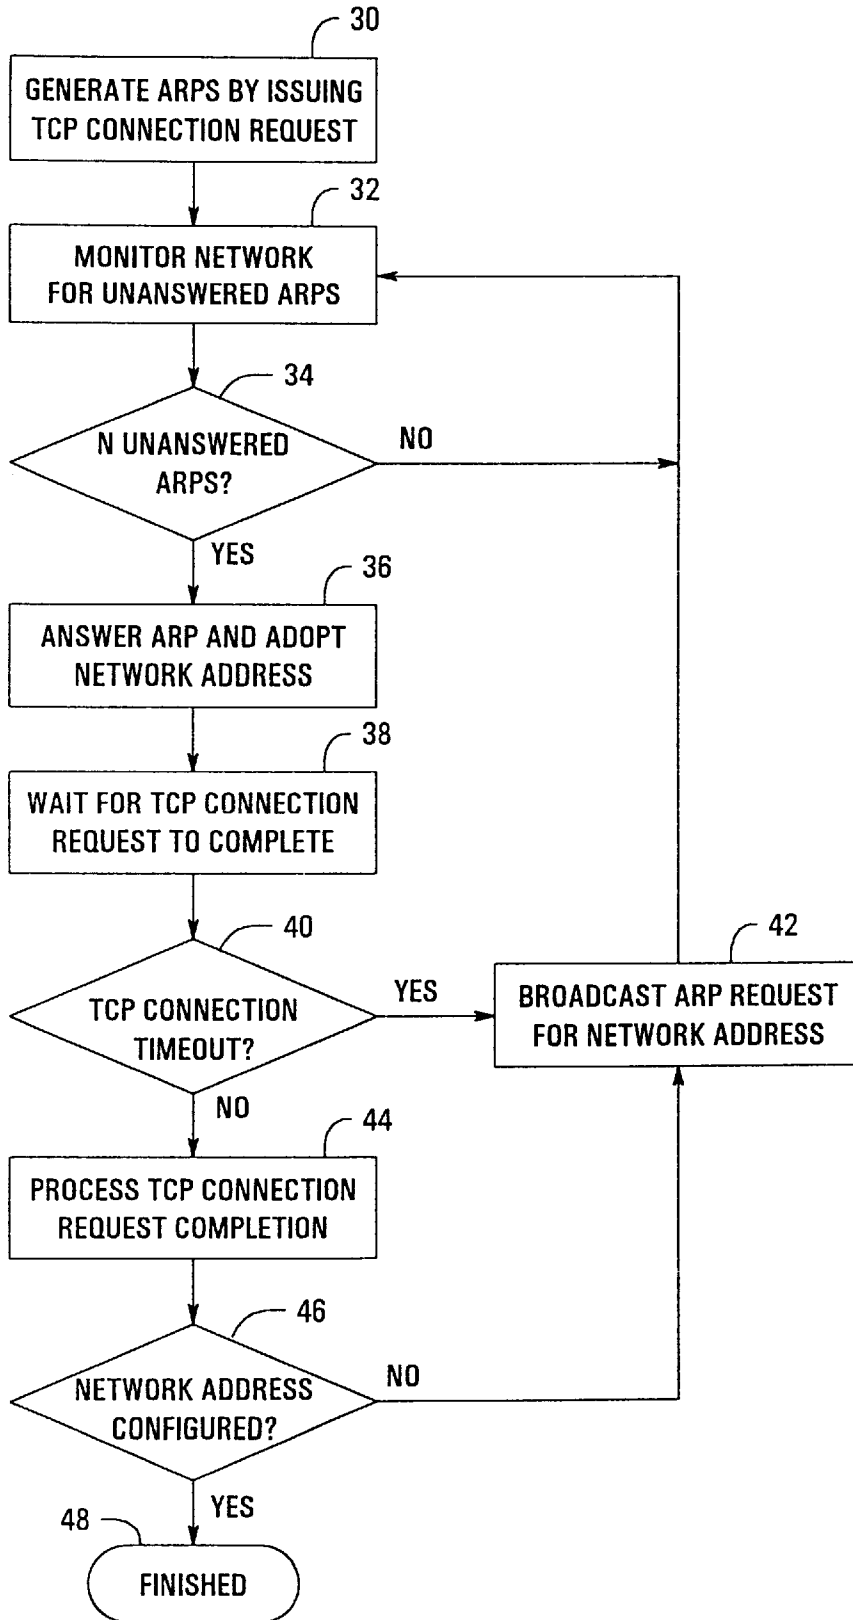 30
GENERATE ARPS BY ISSUING
TCP CONNECTION REQUEST
32
MONITOR NETWORK
FOR UNANSWERED ARPS
34
N UNANSWERED
ARPS?
NO
YES
36
ANSWER ARP AND ADOPT
NETWORK ADDRESS
38
WAIT FOR TCP CONNECTION
REQUEST TO COMPLETE
40
TCP CONNECTION
TIMEOUT?
YES
42
BROADCAST ARP REQUEST
FOR NETWORK ADDRESS
NO
44
PROCESS TCP CONNECTION
REQUEST COMPLETION
46
NETWORK ADDRESS
CONFIGURED?
NO
YES
48
FINISHED